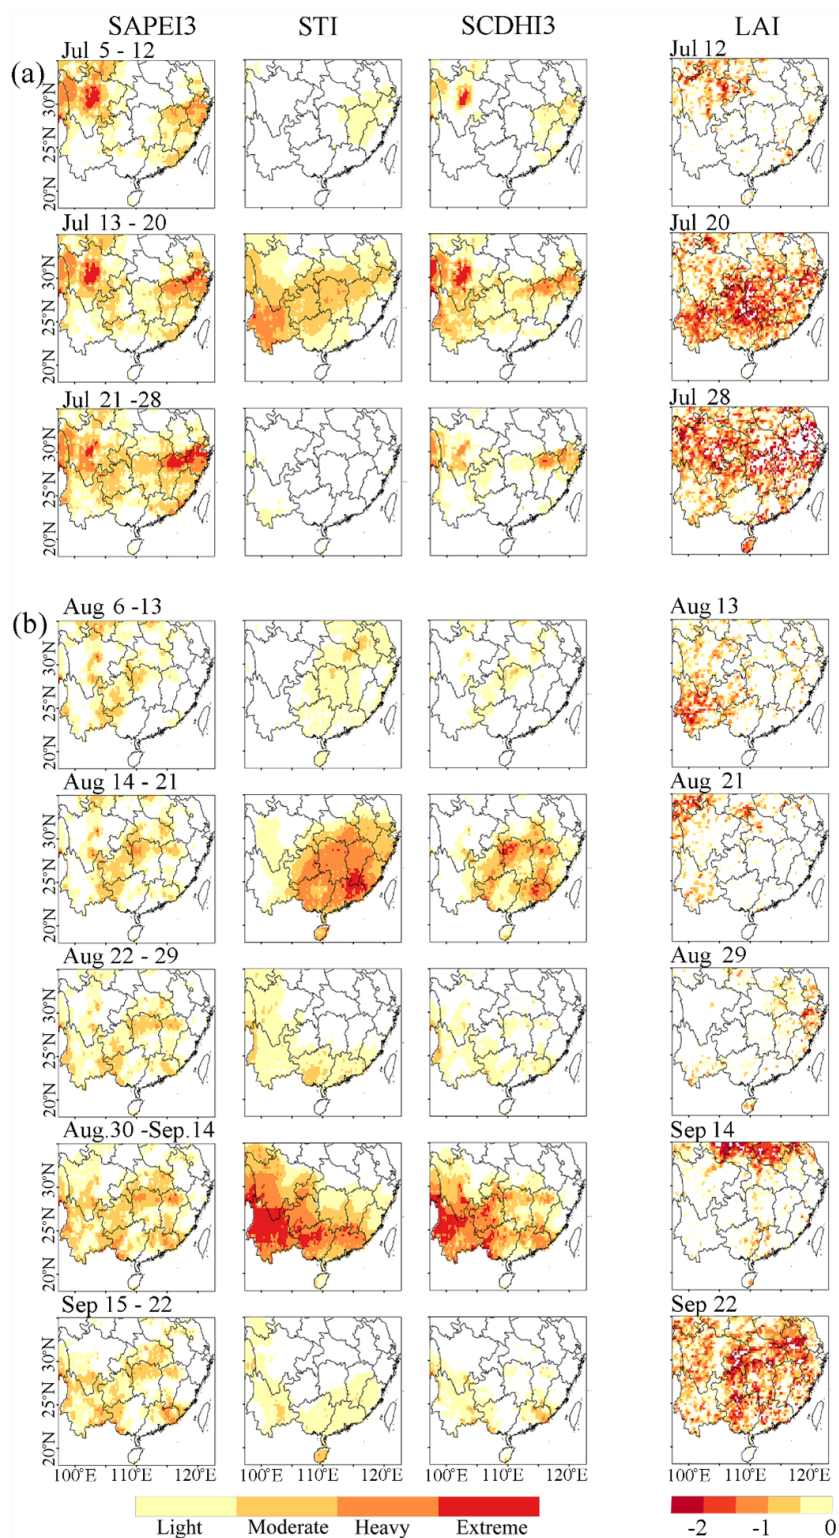 SAPEI3 STI SCDHI3 LAI
Jul 5 - 12 Jul 12
(a)
30°N
25°N
20°N
Jul 13 - 20 Jul 20
30°N
25°N
20°N
Jul 21 -28 Jul 28
30°N
25°N
20°N
Aug 6 -13 Aug 13
(b)
30°N
25°N
20°N
Aug 14 - 21 Aug 21
30°N
25°N
20°N
Aug 22 - 29 Aug 29
30°N
25°N
20°N
Aug.30 -Sep.14 Sep 14
30°N
25°N
20°N
Sep 15 - 22 Sep 22
30°N
25°N
20°N
100°E 110°E 120°E 100°E 110°E 120°E 100°E 110°E 120°E 100°E 110°E 120°E
Light Moderate Heavy Extreme -2 -1 0